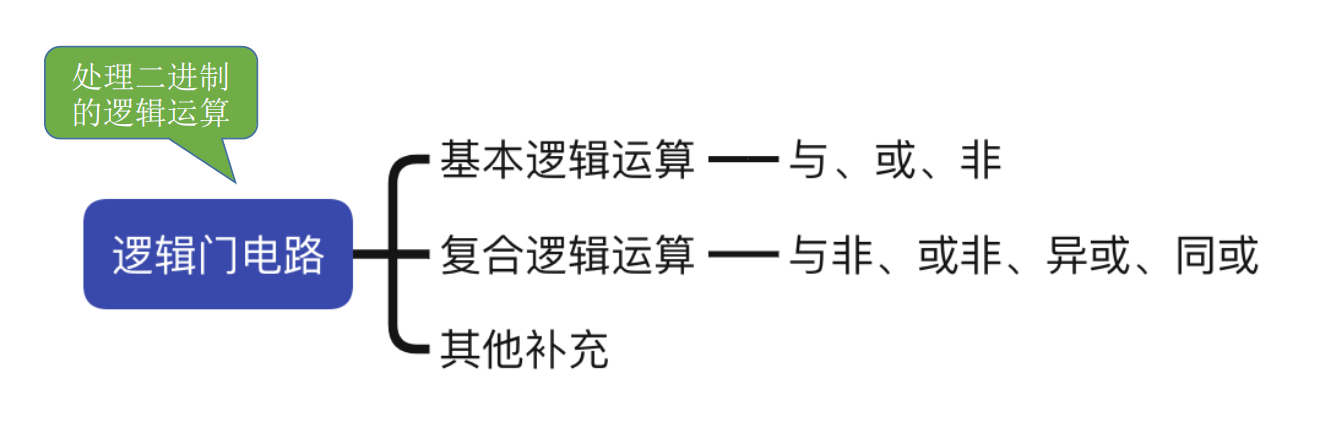 处理二进制
的逻辑运算
基本逻辑运算
与、或、非
逻辑门电路
复合逻辑运算
与非、或非、异或、同或
其他补充